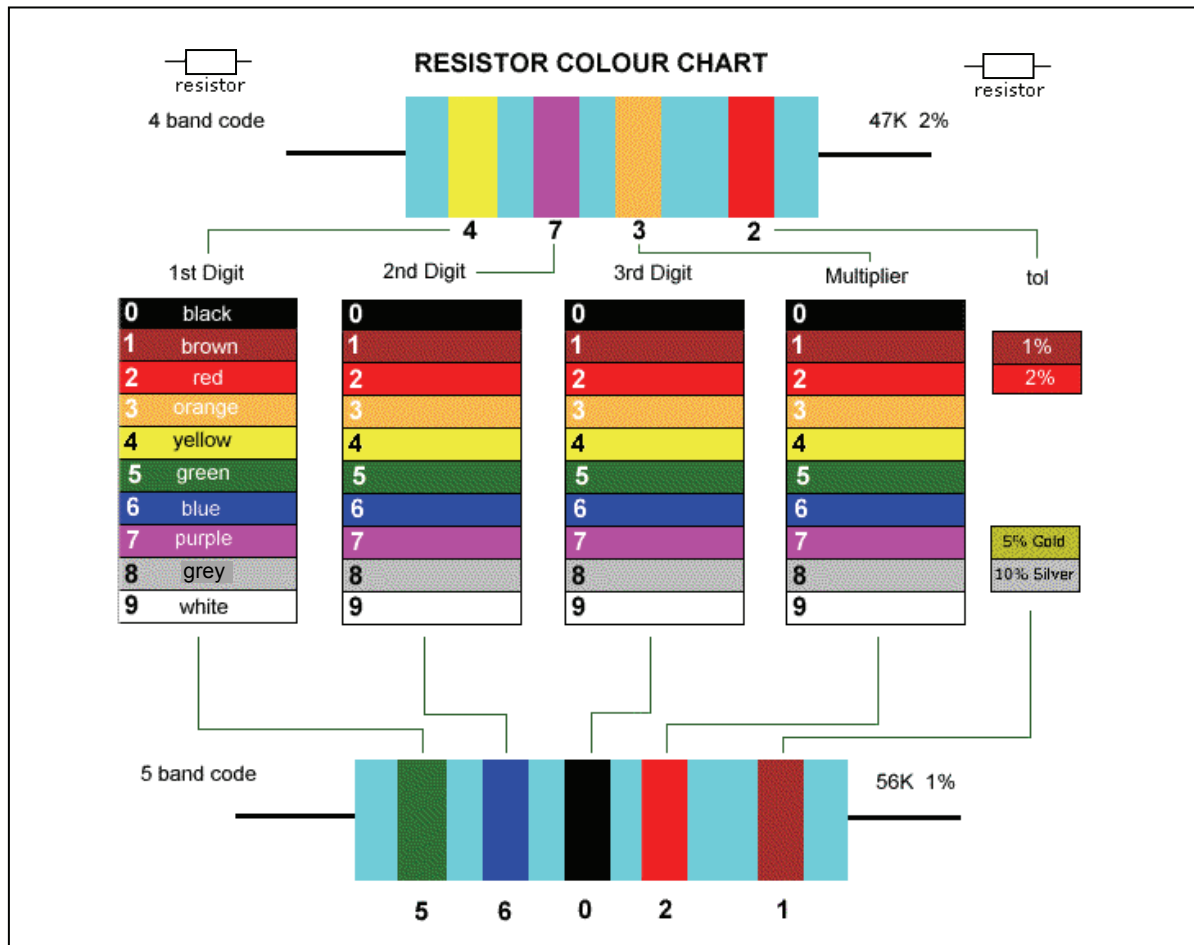 RESISTOR COLOUR CHART
resistor
resistor
4 band code
47K 2%
4 7 3 2
1st Digit 2nd Digit 3rd Digit Multiplier tol
0 black 0 0 0
1 brown 1 1 1 1%
2 red 2 2 2 2%
3 orange 3 3 3
4 yellow 4 4 4
5 green 5 5 5
6 blue 6 6 6
7 purple 7 7 7 5% Gold
8 grey 8 8 8 10% Silver
9 white 9 9 9
5 band code
56K 1%
5 6 0 2 1